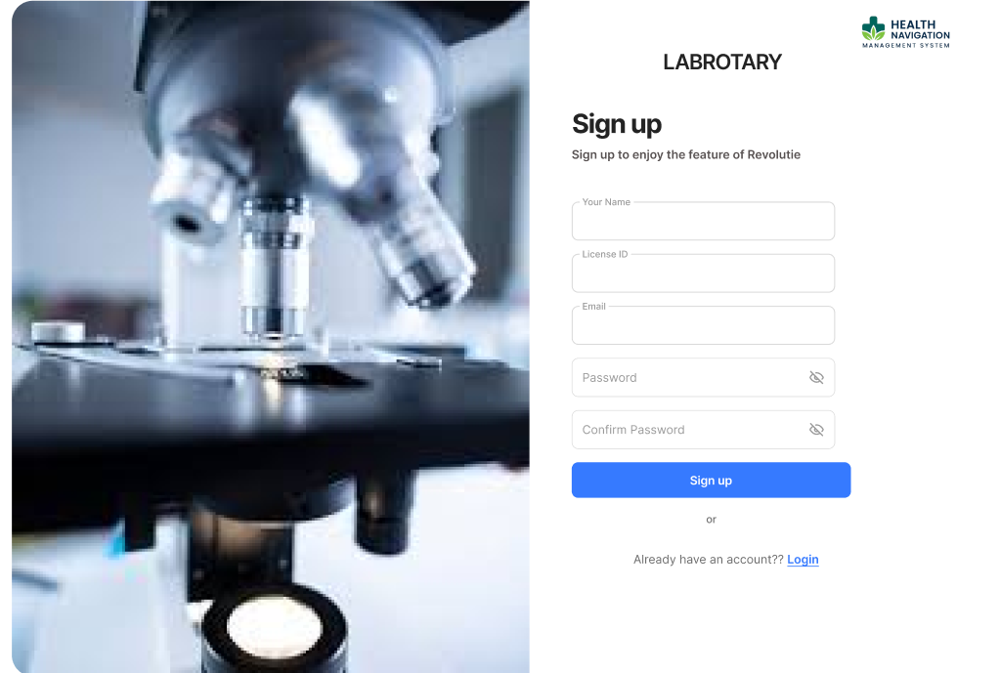 HEALTH
NAVIGATION
MANAGEMENT SYSTEM
LABROTARY
Sign up
Sign up to enjoy the feature of Revolutie
Your Name
License ID
Email
Password
Confirm Password
Sign up
or
Already have an account?? Login